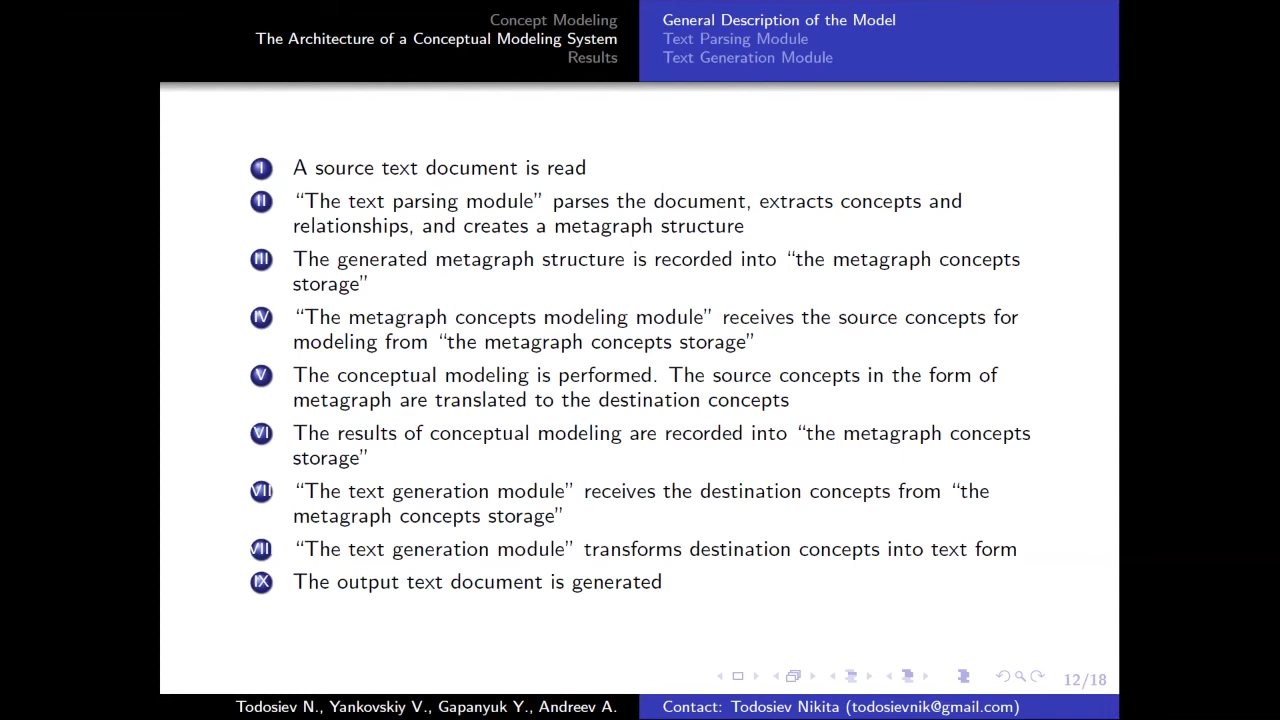 Concept Modeling
The Architecture of a Conceptual Modeling System
Results
General Description of the Model
Text Parsing Module
Text Generation Module
I A source text document is read
II “The text parsing module” parses the document, extracts concepts and
relationships, and creates a metagraph structure
III The generated metagraph structure is recorded into “the metagraph concepts
storage”
IV “The metagraph concepts modeling module” receives the source concepts for
modeling from “the metagraph concepts storage”
V The conceptual modeling is performed. The source concepts in the form of
metagraph are translated to the destination concepts
VI The results of conceptual modeling are recorded into “the metagraph concepts
storage”
VII “The text generation module” receives the destination concepts from “the
metagraph concepts storage”
VIII “The text generation module” transforms destination concepts into text form
IX The output text document is generated
12/18
Todosiev N., Yankovskiy V., Gapanyuk Y., Andreev A.
Contact: Todosiev Nikita (todosievnik@gmail.com)